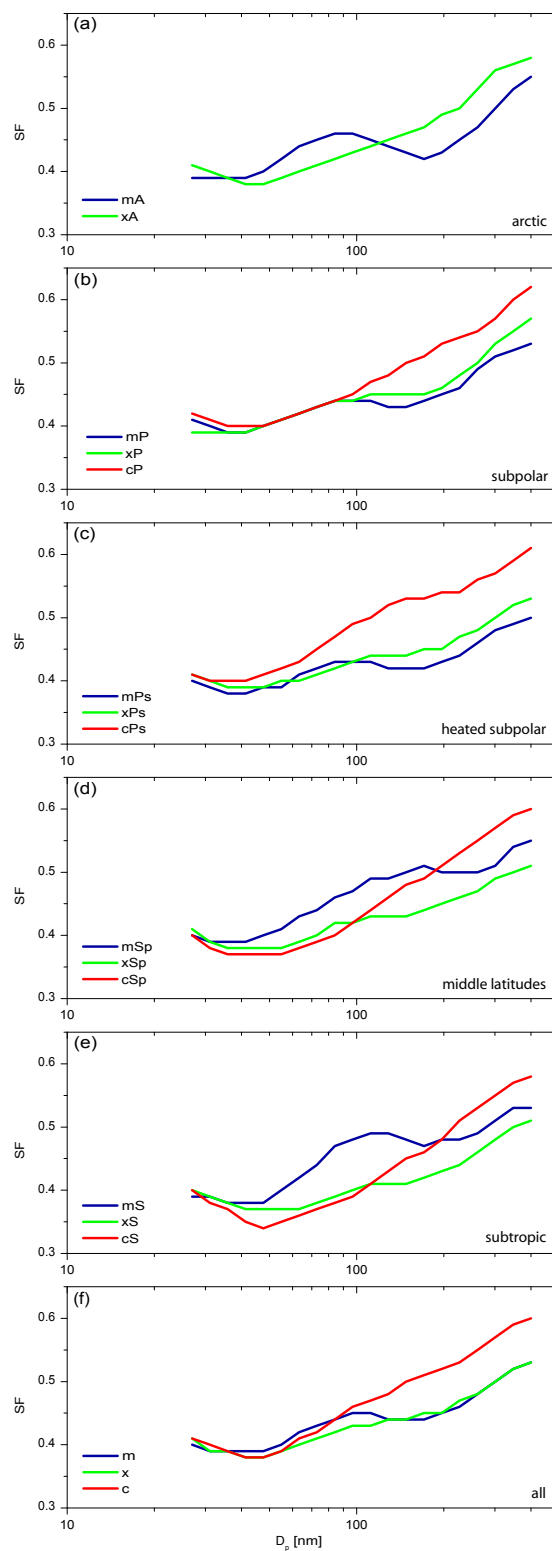 (a)
0.6
0.5
SF
0.4
mA
xA
arctic
0.3
10
100
(b)
0.6
0.5
SF
0.4
mP
xP
cP
subpolar
0.3
10
100
(c)
0.6
0.5
SF
0.4
mPs
xPs
cPs
heated subpolar
0.3
10
100
(d)
0.6
0.5
SF
0.4
mSp
xSp
cSp
middle latitudes
0.3
10
100
(e)
0.6
0.5
SF
0.4
mS
xS
cS
subtropic
0.3
10
100
(f)
0.6
0.5
SF
0.4
m
x
c
all
0.3
10
100
Dp [nm]